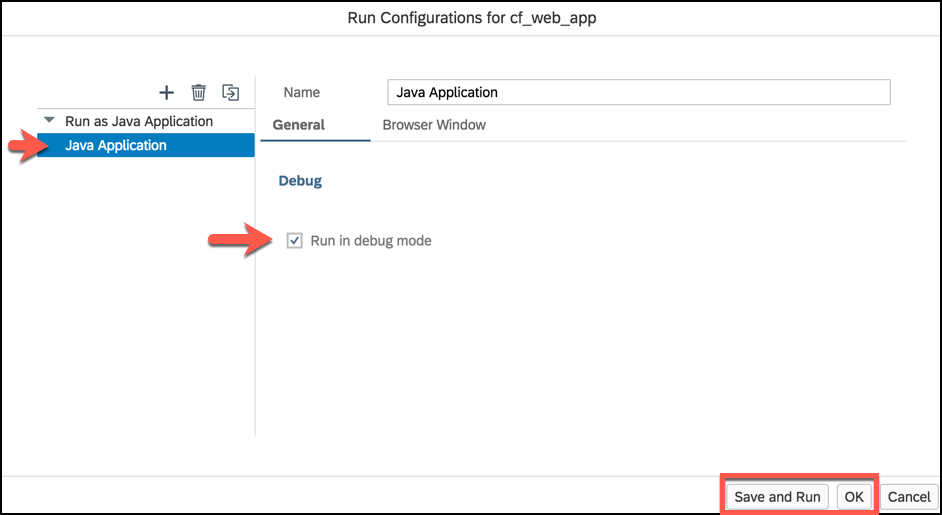 Run Configurations for cf_web_app
Name
Java Application
Run as Java Application
Java Application
General
Browser Window
Debug
Run in debug mode
Save and Run
OK
Cancel